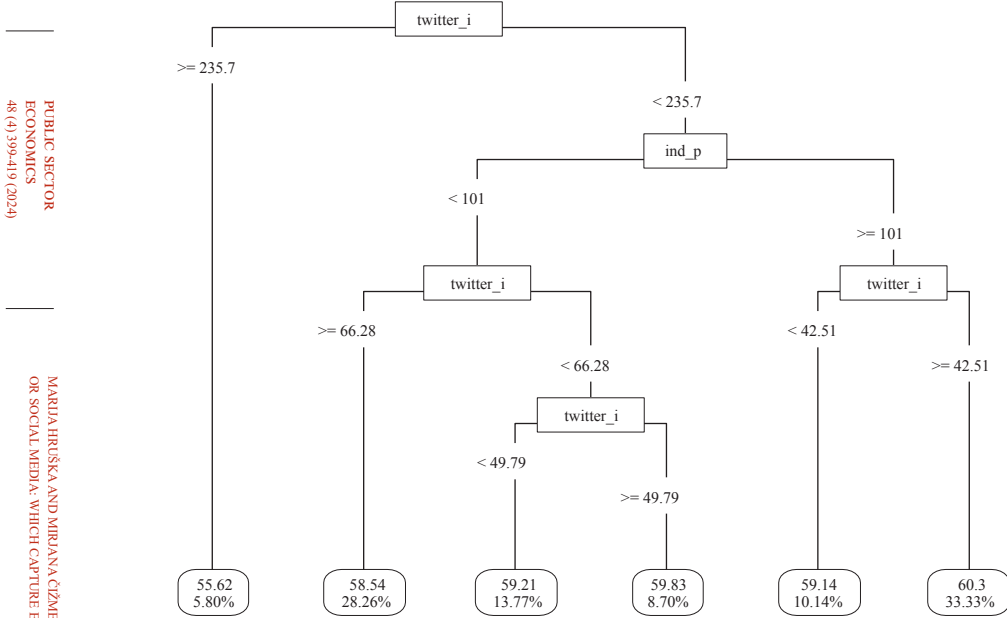 PUBLIC SECTOR
ECONOMICS
48 (4) 399-419 (2024)
MARIJA HRUŠKA AND MIRJANA
OR SOCIAL MEDIA: WHICH CAPTURE
twitter_i
>= 235.7
< 235.7
ind_p
< 101
>= 101
twitter_i
twitter_i
>= 66.28
< 42.51
< 66.28
>= 42.51
twitter_i
< 49.79
>= 49.79
55.62
5.80%
58.54
28.26%
59.21
13.77%
59.83
8.70%
59.14
10.14%
60.3
33.33%